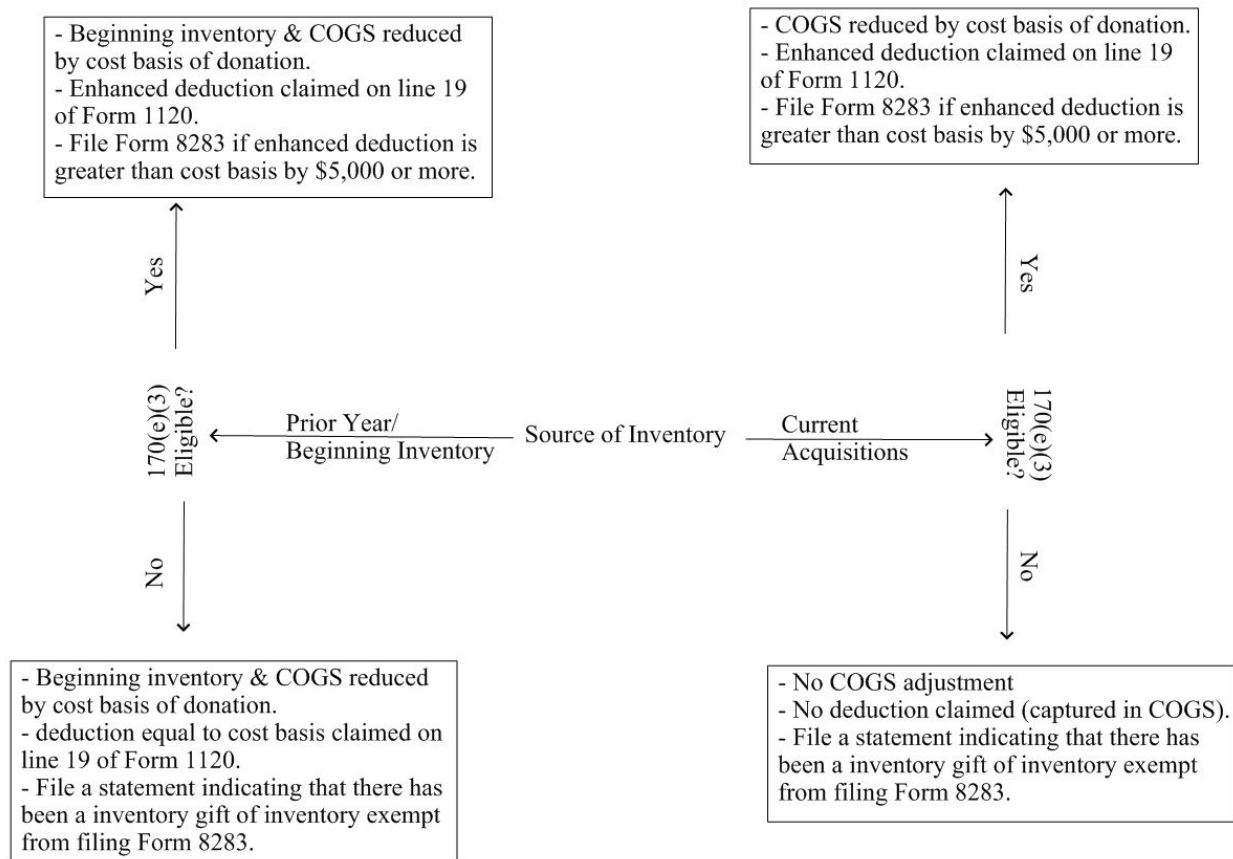 - Beginning inventory & COGS reduced
by cost basis of donation.
- Enhanced deduction claimed on line 19
of Form 1120.
- File Form 8283 if enhanced deduction is
greater than cost basis by $5,000 or more.
- COGS reduced by cost basis of donation.
- Enhanced deduction claimed on line 19
of Form 1120.
- File Form 8283 if enhanced deduction is
greater than cost basis by $5,000 or more.
Yes
Yes
170(e)(3)
Eligible?
Prior Year/
Beginning Inventory
Source of Inventory
Current
Acquisitions
170(e)(3)
Eligible?
No
No
- Beginning inventory & COGS reduced
by cost basis of donation.
- deduction equal to cost basis claimed on
line 19 of Form 1120.
- File a statement indicating that there has
been a inventory gift of inventory exempt
from filing Form 8283.
- No COGS adjustment
- No deduction claimed (captured in COGS).
- File a statement indicating that there has
been a inventory gift of inventory exempt
from filing Form 8283.